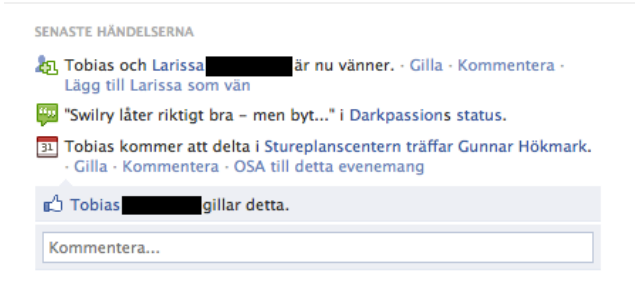 SENASTE HÄNDELSERNA
Tobias och Larissa är nu vänner. · Gilla · Kommentera ·
Lägg till Larissa som vän
"Swilry låter riktigt bra – men byt..." i Darkpassions status.
31 Tobias kommer att delta i Stureplanscentern träffar Gunnar Hökmark.
· Gilla · Kommentera · OSA till detta evenemang
Tobias gillar detta.
Kommentera...